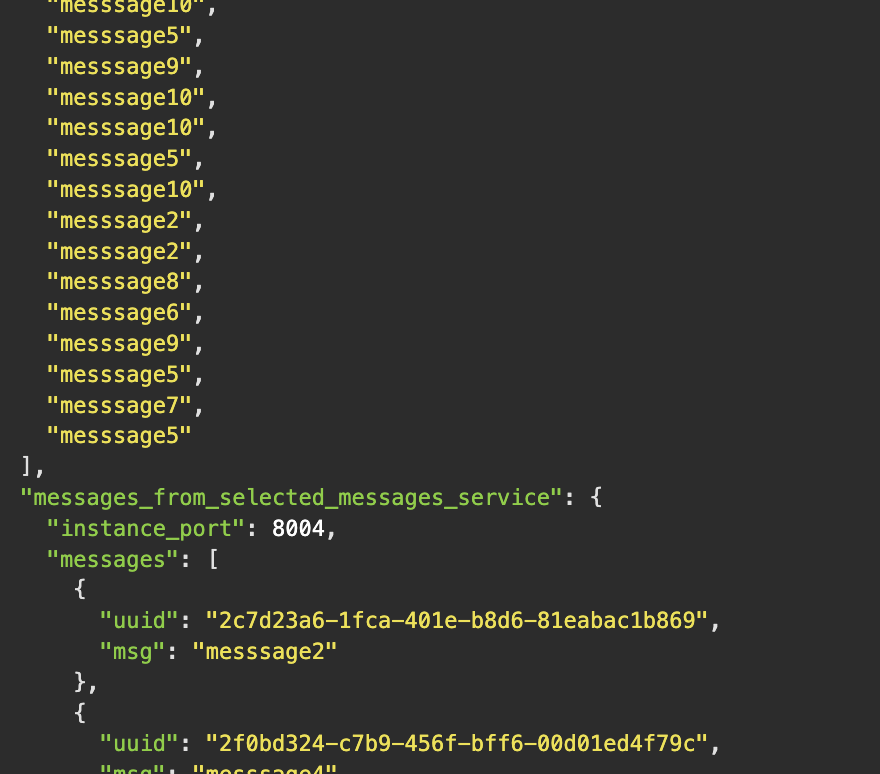 "messsage10",
"messsage5",
"messsage9",
"messsage10",
"messsage10",
"messsage5",
"messsage10",
"messsage2",
"messsage2",
"messsage8",
"messsage6",
"messsage9",
"messsage5",
"messsage7",
"messsage5"
],
"messages_from_selected_messages_service": {
"instance_port": 8004,
"messages": [
{
"uuid": "2c7d23a6-1fca-401e-b8d6-81eabac1b869",
"msg": "messsage2"
},
{
"uuid": "2f0bd324-c7b9-456f-bff6-00d01ed4f79c",
"msg": "messsage4"